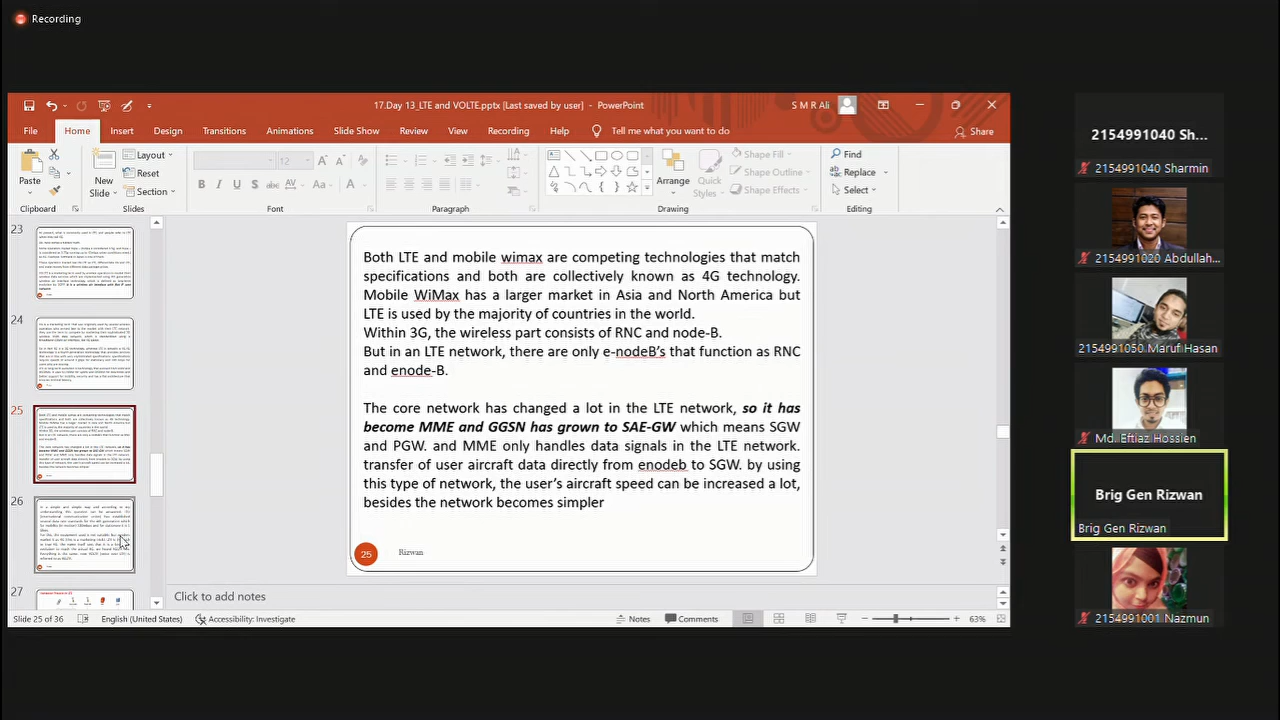 Recording
17.Day 13_LTE and VOLTE.pptx [Last saved by user] - PowerPoint
S M R Ali
File Home Insert Design Transitions Animations Slide Show Review View Recording Help Tell me what you want to do Share
Paste
New Slide
Layout
Reset
Section
12
B I U S abc AV Aa A
Arrange
Quick Styles
Shape Fill
Shape Outline
Shape Effects
Find
Replace
Select
Clipboard Slides Font Paragraph Drawing Editing
23
24
25
26
27
Both LTE and mobile wimax are competing technologies that match
specifications and both are collectively known as 4G technology.
Mobile WiMax has a larger market in Asia and North America but
LTE is used by the majority of countries in the world.
Within 3G, the wireless part consists of RNC and node-B.
But in an LTE network, there are only e-nodeB's that function as RNC
and enode-B.
The core network has changed a lot in the LTE network, so it has
become MME and GGSN has grown to SAE-GW which means SGW
and PGW. and MME only handles data signals in the LTE network.
transfer of user aircraft data directly from enodeb to SGW. by using
this type of network, the user's aircraft speed can be increased a lot,
besides the network becomes simpler
25
Rizwan
Click to add notes
Slide 25 of 36 English (United States) Accessibility: Investigate Notes Comments 63%
2154991040 Sh...
2154991040 Sharmin
2154991020 Abdullah...
2154991050 Maruf Hasan
Md. Eftiaz Hossien
Brig Gen Rizwan
Brig Gen Rizwan
2154991001 Nazmun